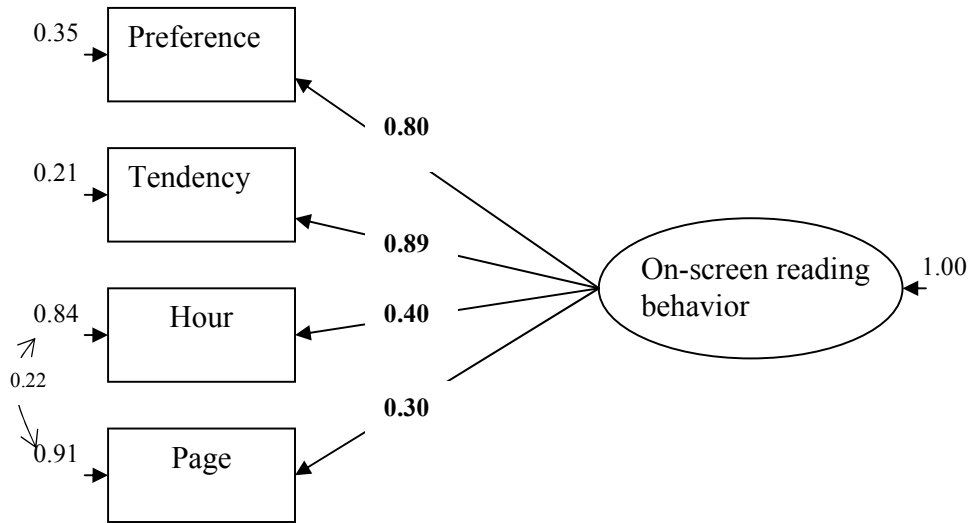 0.35
Preference
0.80
0.21
Tendency
0.89
On-screen reading
behavior
1.00
0.84
Hour
0.40
0.22
0.30
0.91
Page